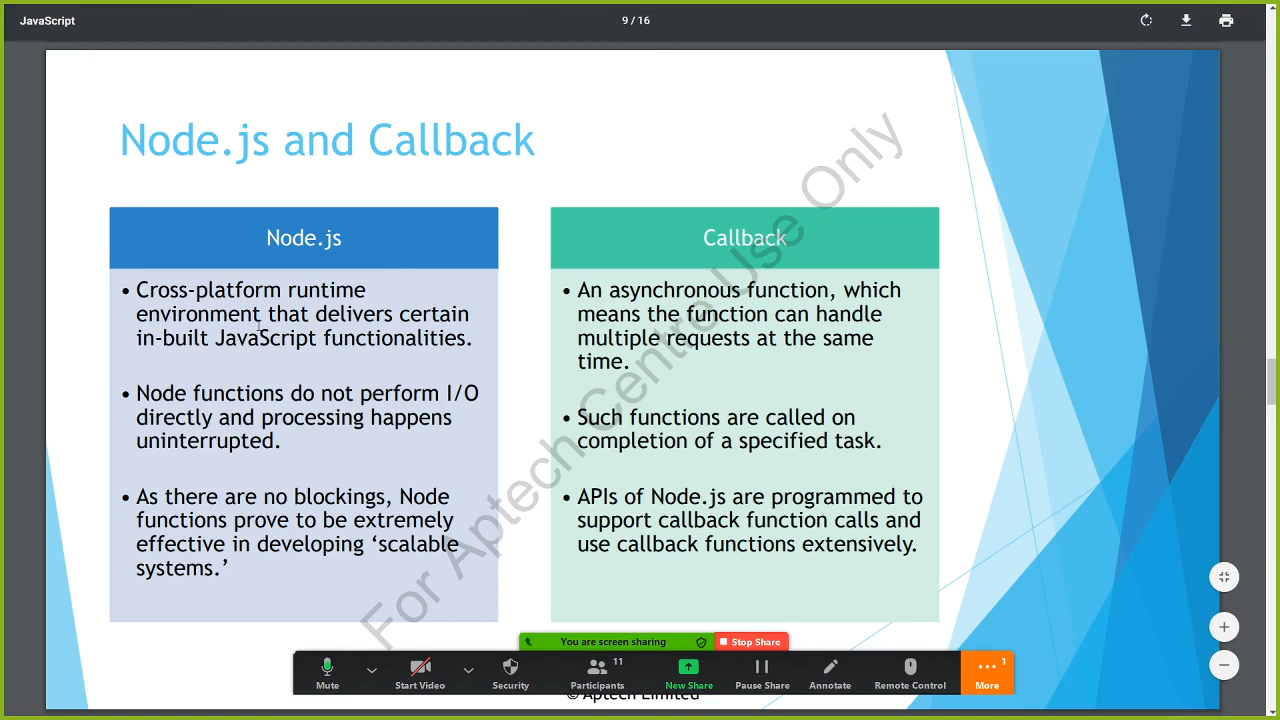 JavaScript
9 / 16
Node.js and Callback
Node.js
• Cross-platform runtime
environment that delivers certain
in-built JavaScript functionalities.
• Node functions do not perform I/O
directly and processing happens
uninterrupted.
• As there are no blockings, Node
functions prove to be extremely
effective in developing ‘scalable
systems.’
Callback
• An asynchronous function, which
means the function can handle
multiple requests at the same
time.
• Such functions are called on
completion of a specified task.
• APIs of Node.js are programmed to
support callback function calls and
use callback functions extensively.
For Aptech Centre Use Only
You are screen sharing
Stop Share
Mute
Start Video
Security
Participants
11
New Share
Pause Share
Annotate
Remote Control
More
1
© Aptech Limited